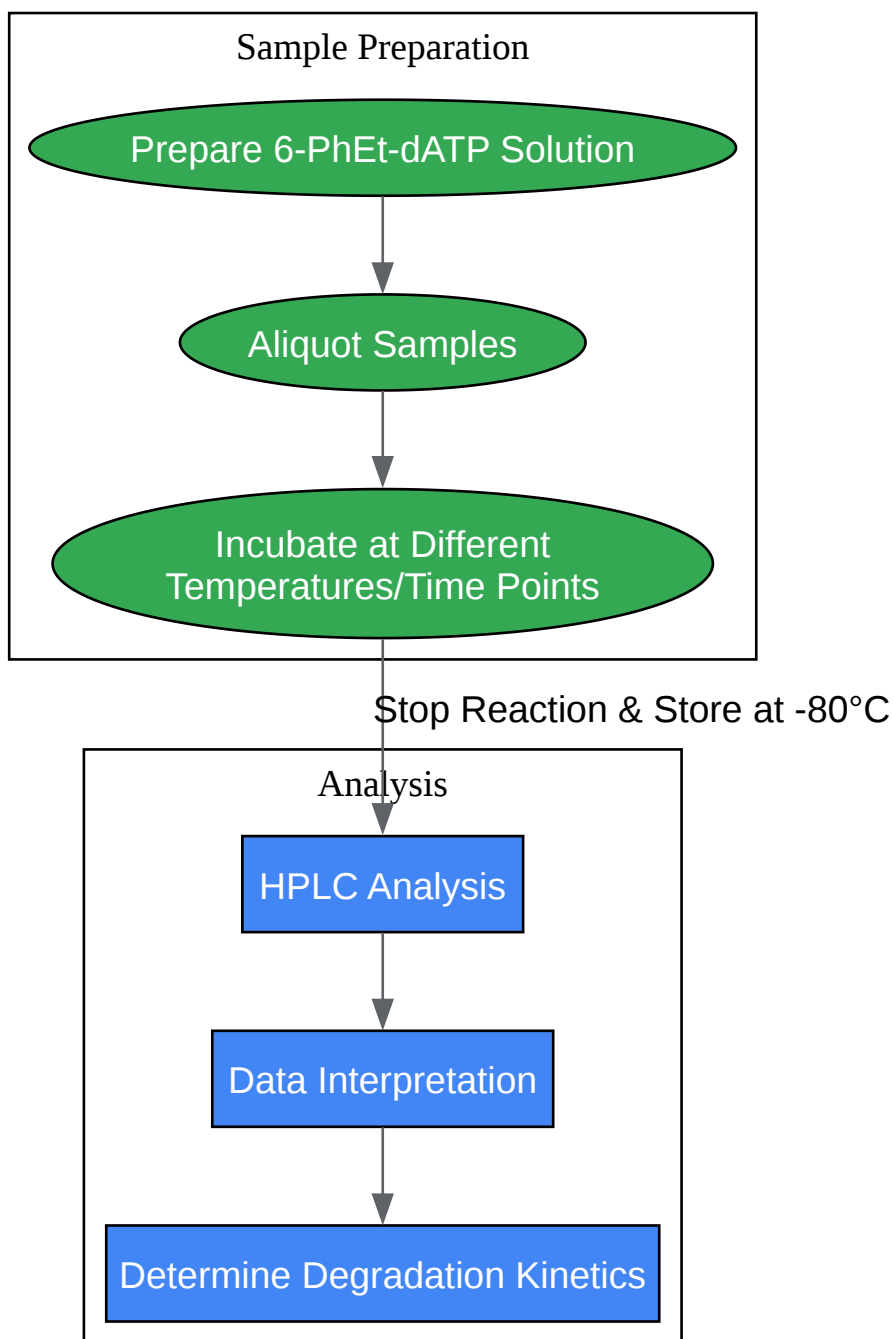 Sample Preparation
Prepare 6-PhEt-dATP Solution
Aliquot Samples
Incubate at Different
Temperatures/Time Points
Stop Reaction & Store at -80°C
Analysis
HPLC Analysis
Data Interpretation
Determine Degradation Kinetics